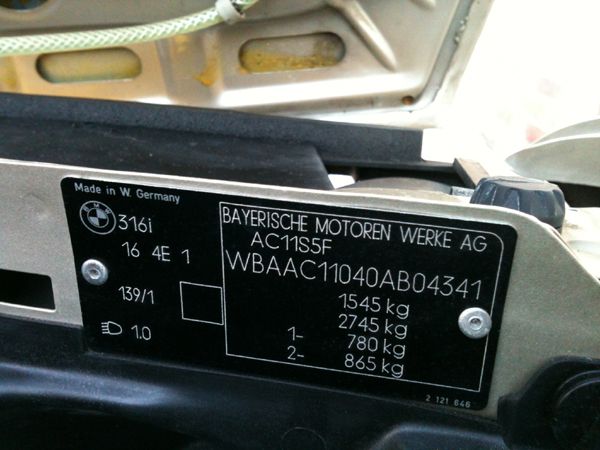 Made in W. Germany
BMW
316i
16 4E 1
139/1
1.0
BAYERISCHE MOTOREN WERKE AG
AC11S5F
WBAAC11040AB04341
1545 kg
2745 kg
1- 780 kg
2- 865 kg
2 121 646